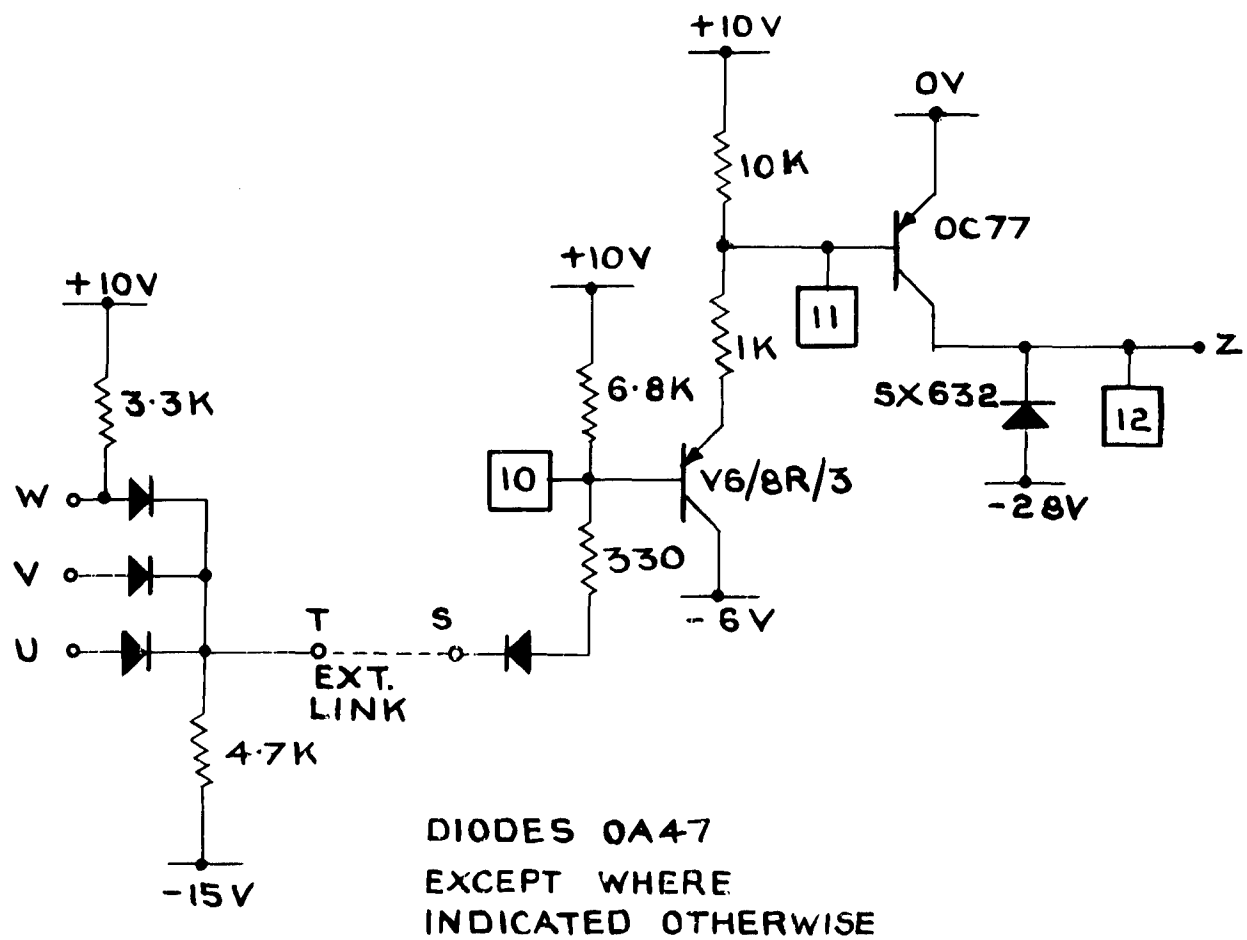 +10V
0V
10K
OC77
+10V
+10V
11
1K
Z
3.3K
6.8K
SX632
12
10
V6/8R/3
W
-28V
330
V
-6V
T
S
U
EXT.
LINK
4.7K
DIODES OA47
-15V
EXCEPT WHERE
INDICATED OTHERWISE